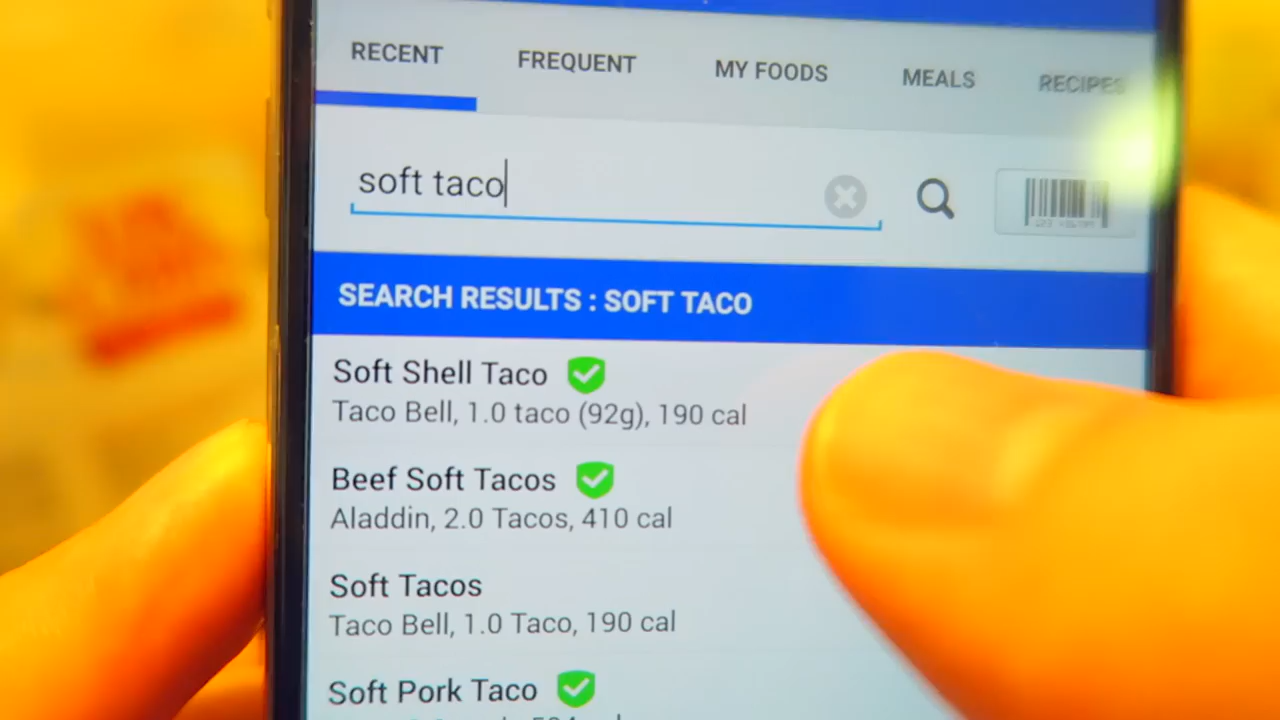 RECENT FREQUENT MY FOODS MEALS RECIPES
soft taco
SEARCH RESULTS : SOFT TACO
Soft Shell Taco
Taco Bell, 1.0 taco (92g), 190 cal
Beef Soft Tacos
Aladdin, 2.0 Tacos, 410 cal
Soft Tacos
Taco Bell, 1.0 Taco, 190 cal
Soft Pork Taco